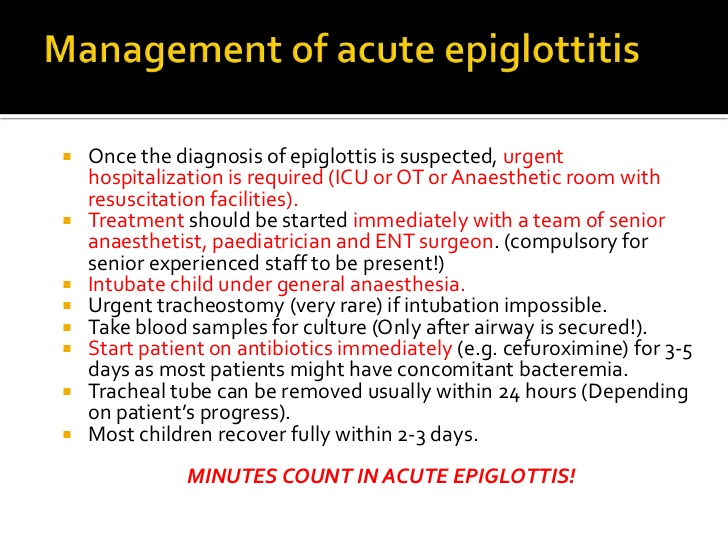 Management of acute epiglottitis
Once the diagnosis of epiglottis is suspected, urgent
hospitalization is required (ICU or OT or Anaesthetic room with
resuscitation facilities).
Treatment should be started immediately with a team of senior
anaesthetist, paediatrician and ENT surgeon. (compulsory for
senior experienced staff to be present!)
Intubate child under general anaesthesia.
Urgent tracheostomy (very rare) if intubation impossible.
Take blood samples for culture (Only after airway is secured!).
Start patient on antibiotics immediately (e.g. cefuroximine) for 3-5
days as most patients might have concomitant bacteremia.
Tracheal tube can be removed usually within 24 hours (Depending
on patient's progress).
Most children recover fully within 2-3 days.
MINUTES COUNT IN ACUTE EPIGLOTTIS!